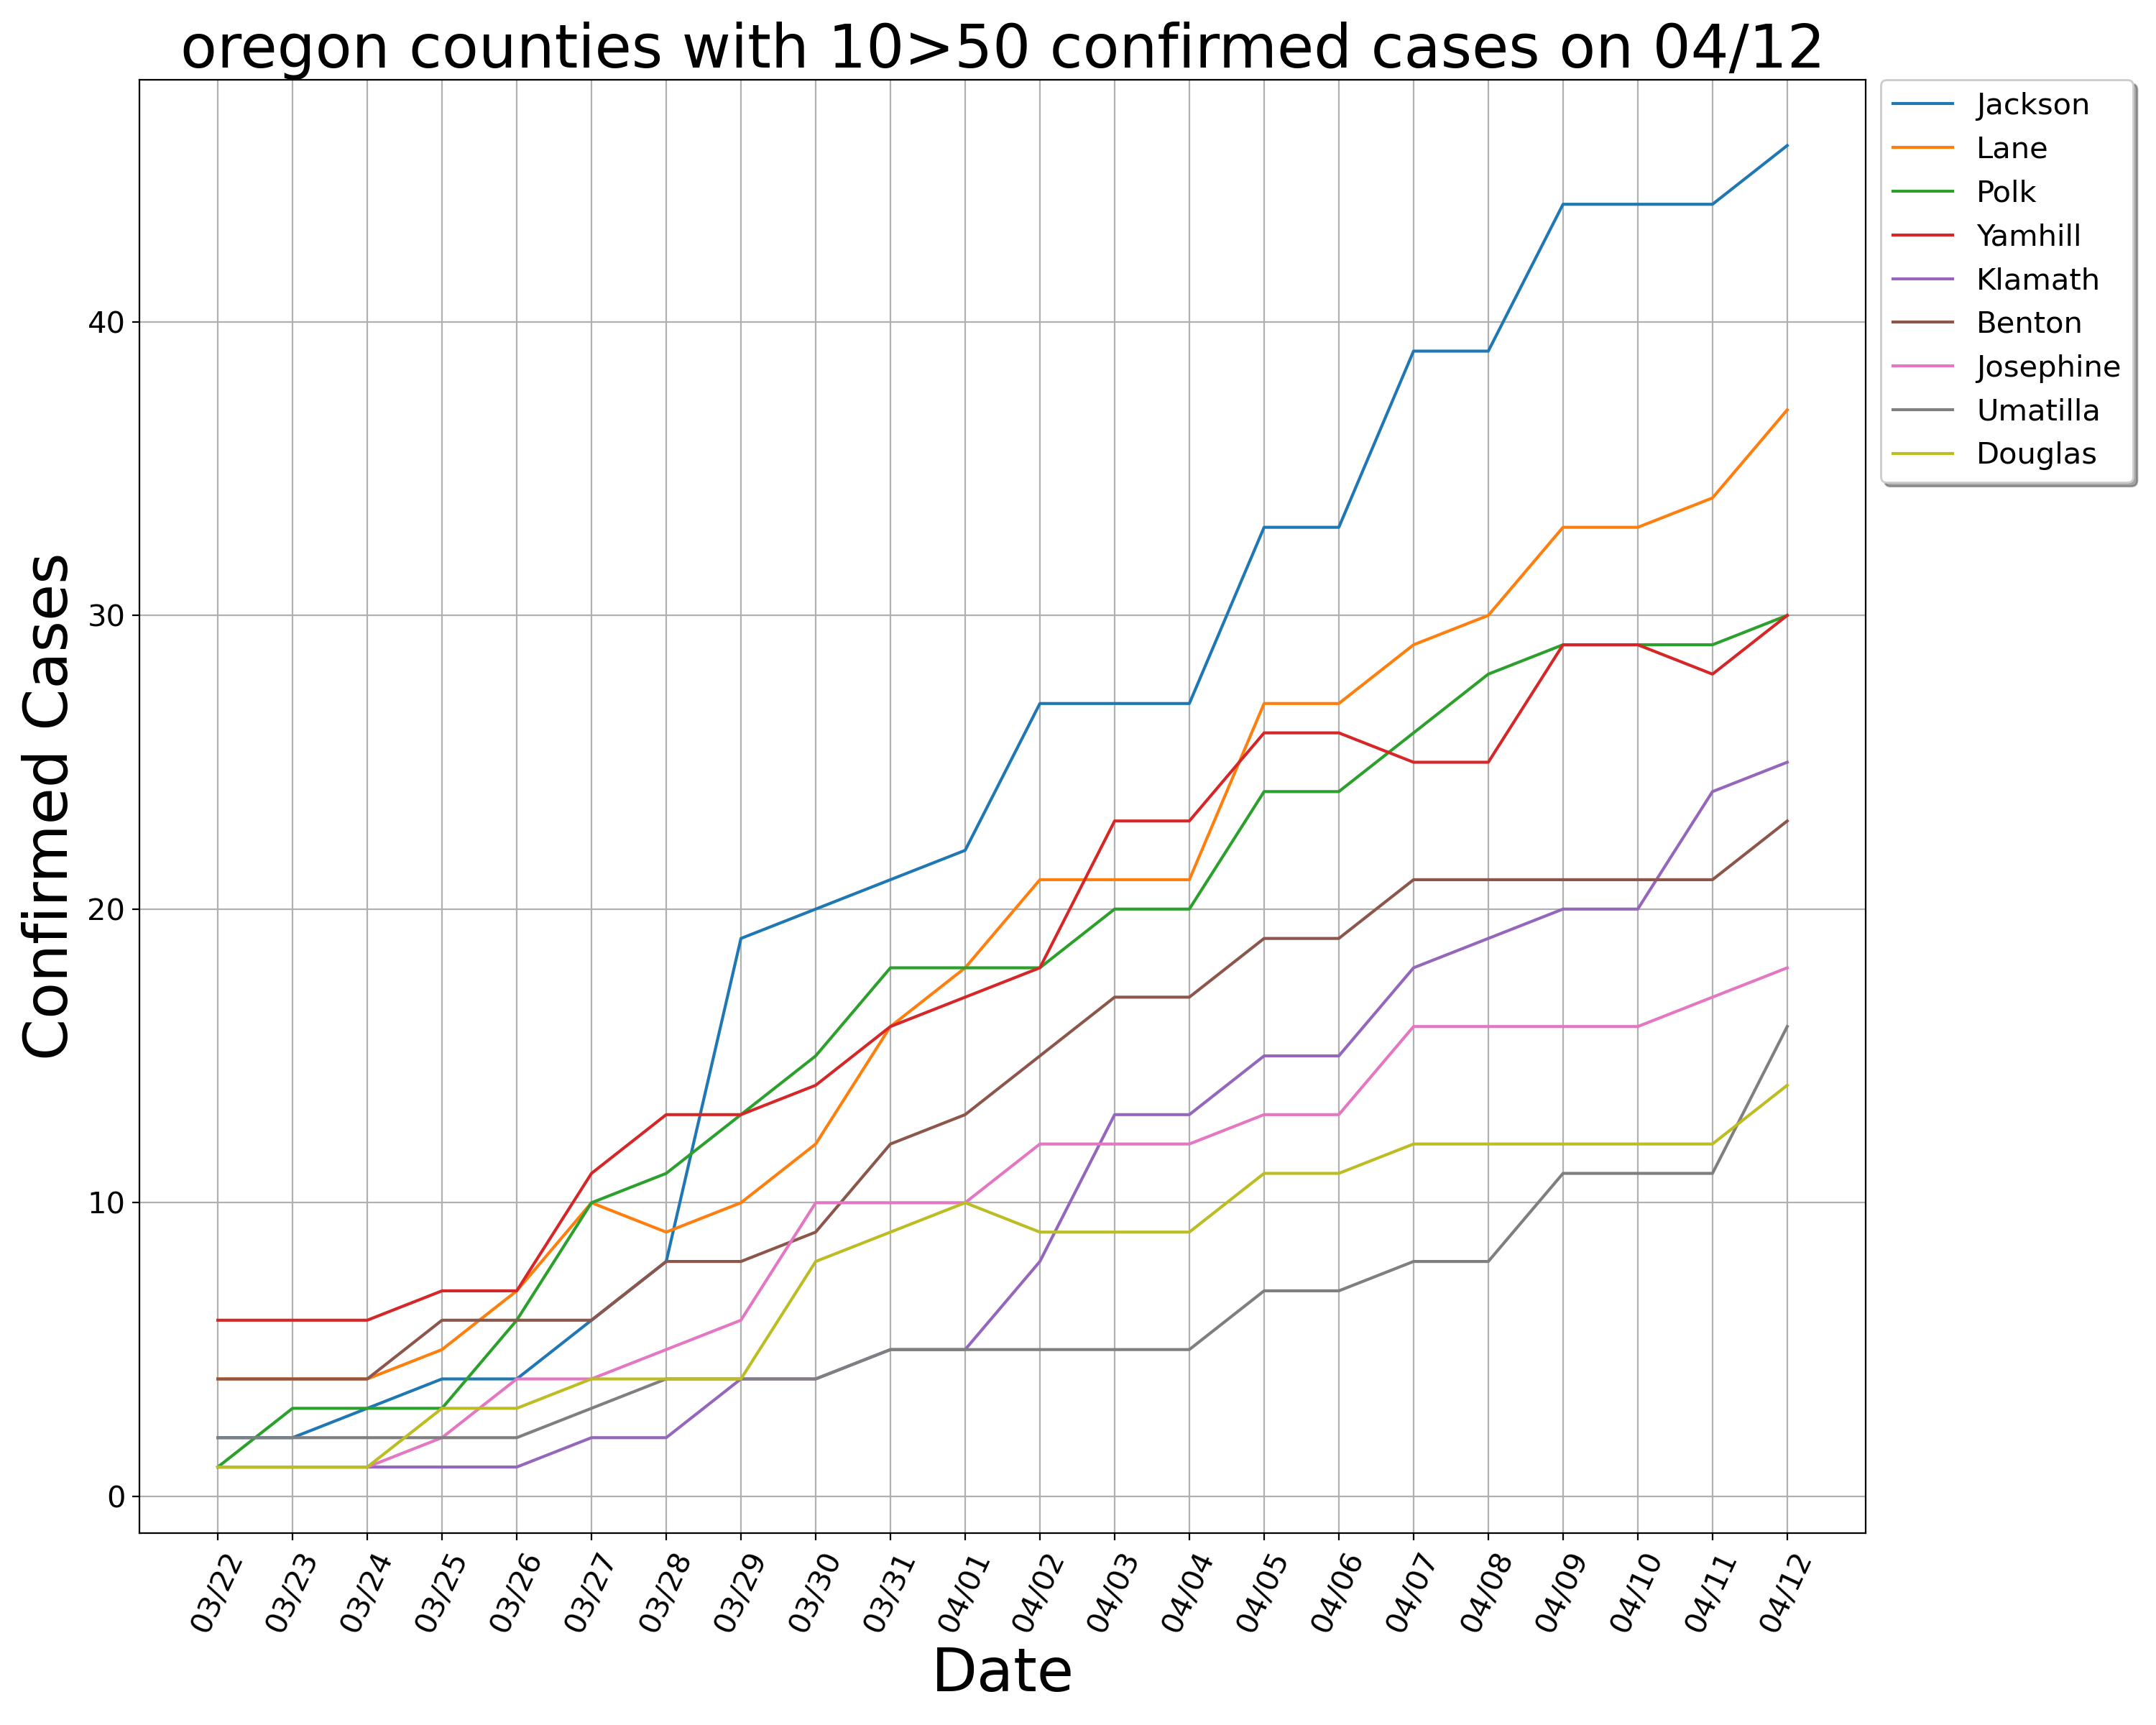 oregon counties with 10>50 confirmed cases on 04/12
Jackson
Lane
Polk
Yamhill
Klamath
Benton
Josephine
Umatilla
Douglas
Confirmed Cases
40
30
20
10
0
03/22
03/23
03/24
03/25
03/26
03/27
03/28
03/29
03/30
03/31
04/01
04/02
04/03
04/04
04/05
04/06
04/07
04/08
04/09
04/10
04/11
04/12
Date